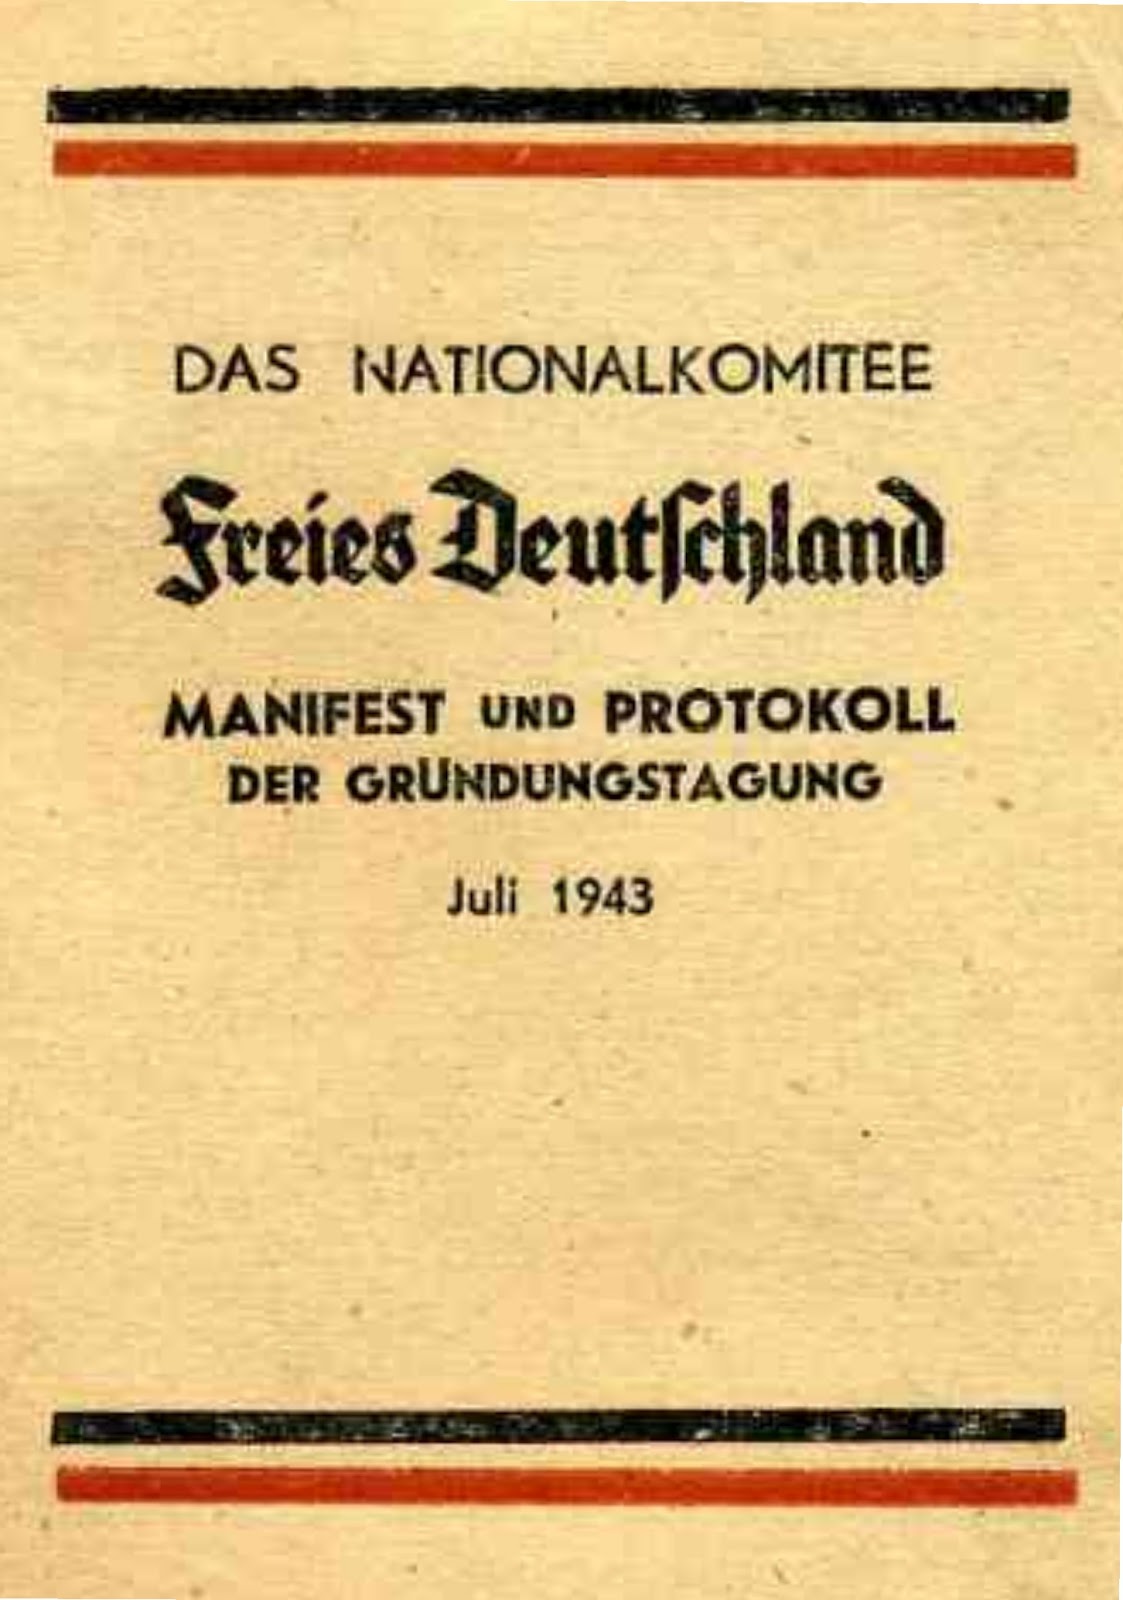 DAS NATIONALKOMITEE
Freies Deutſchland
MANIFEST UND PROTOKOLL
DER GRÜNDUNGSTAGUNG
Juli 1943